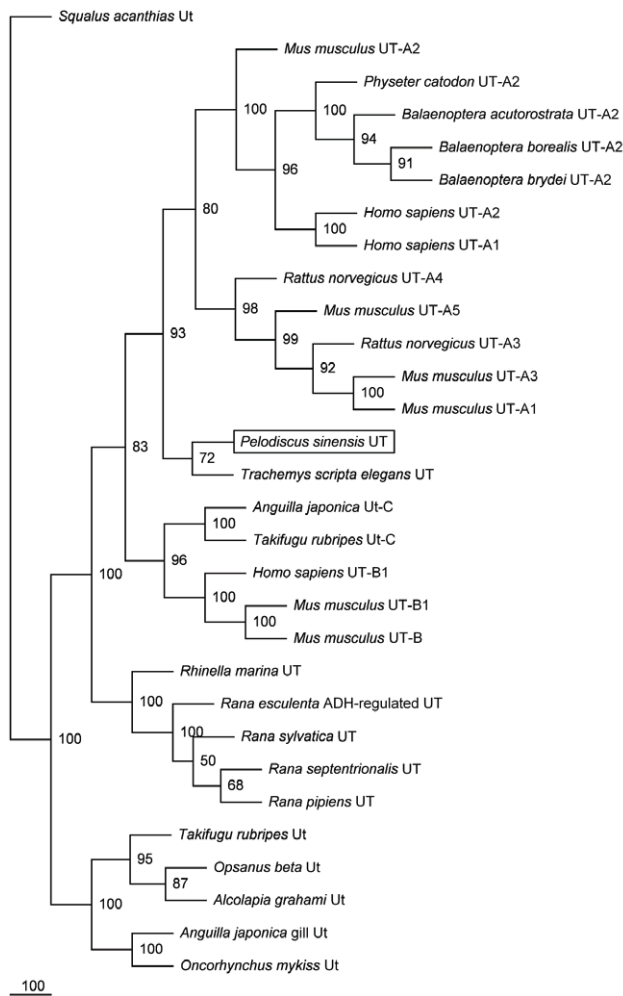 Squalus acanthias Ut
Mus musculus UT-A2
Physeter catodon UT-A2
100
100
Balaenoptera acutorostrata UT-A2
94
Balaenoptera borealis UT-A2
91
96
Balaenoptera brydei UT-A2
80
Homo sapiens UT-A2
100
Homo sapiens UT-A1
Rattus norvegicus UT-A4
98
Mus musculus UT-A5
93
99
Rattus norvegicus UT-A3
92
Mus musculus UT-A3
100
Mus musculus UT-A1
Pelodiscus sinensis UT
83
72
Trachemys scripta elegans UT
Anguilla japonica Ut-C
100
Takifugu rubripes Ut-C
96
Homo sapiens UT-B1
100
100
Mus musculus UT-B1
100
Mus musculus UT-B
Rhinella marina UT
100
Rana esculenta ADH-regulated UT
100
Rana sylvatica UT
100
50
Rana septentrionalis UT
68
Rana pipiens UT
Takifugu rubripes Ut
95
Opsanus beta Ut
87
Alcolapia grahami Ut
100
Anguilla japonica gill Ut
100
Oncorhynchus mykiss Ut
100